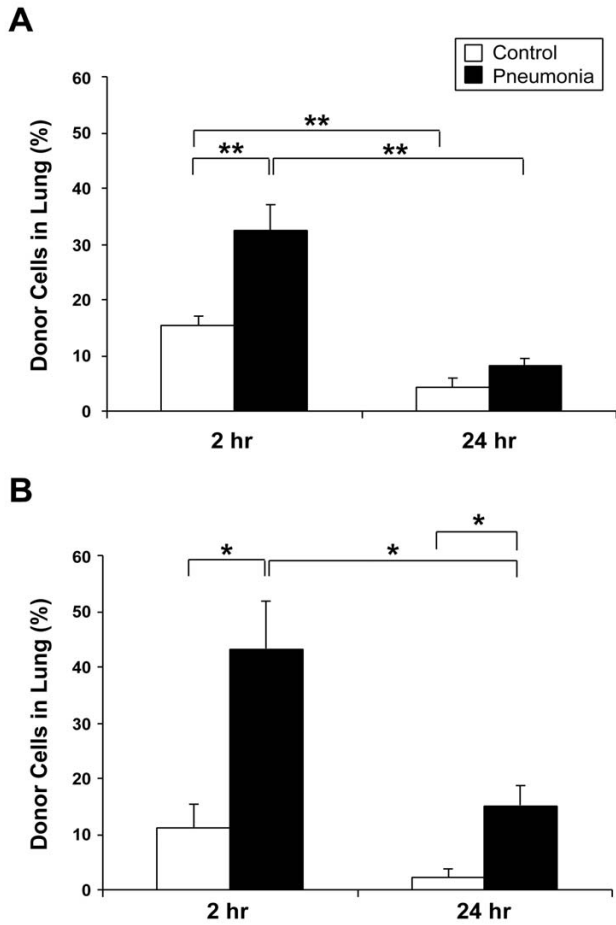 A
Control
Pneumonia
60
50
40
30
20
10
0
Donor Cells in Lung (%)
**
**
**
2 hr
24 hr
B
60
50
40
30
20
10
0
Donor Cells in Lung (%)
*
*
*
2 hr
24 hr